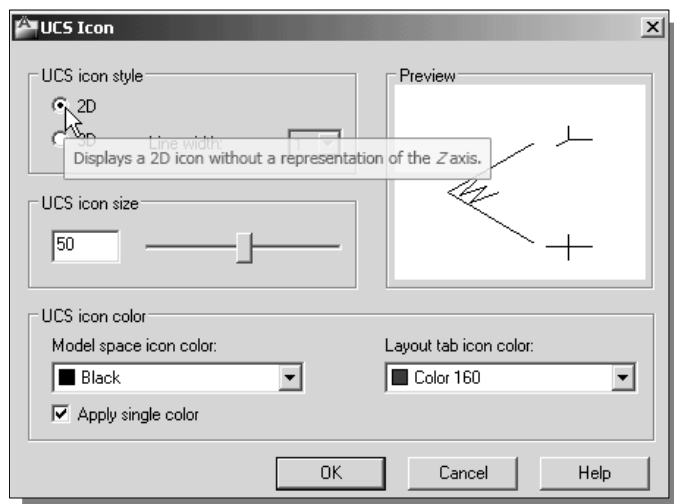 UCS Icon
UCS icon style
Preview
2D
3D Line width: 1
Displays a 2D icon without a representation of the Z axis.
UCS icon size
50
UCS icon color
Model space icon color:
Layout tab icon color:
Black
Color 160
Apply single color
OK Cancel Help